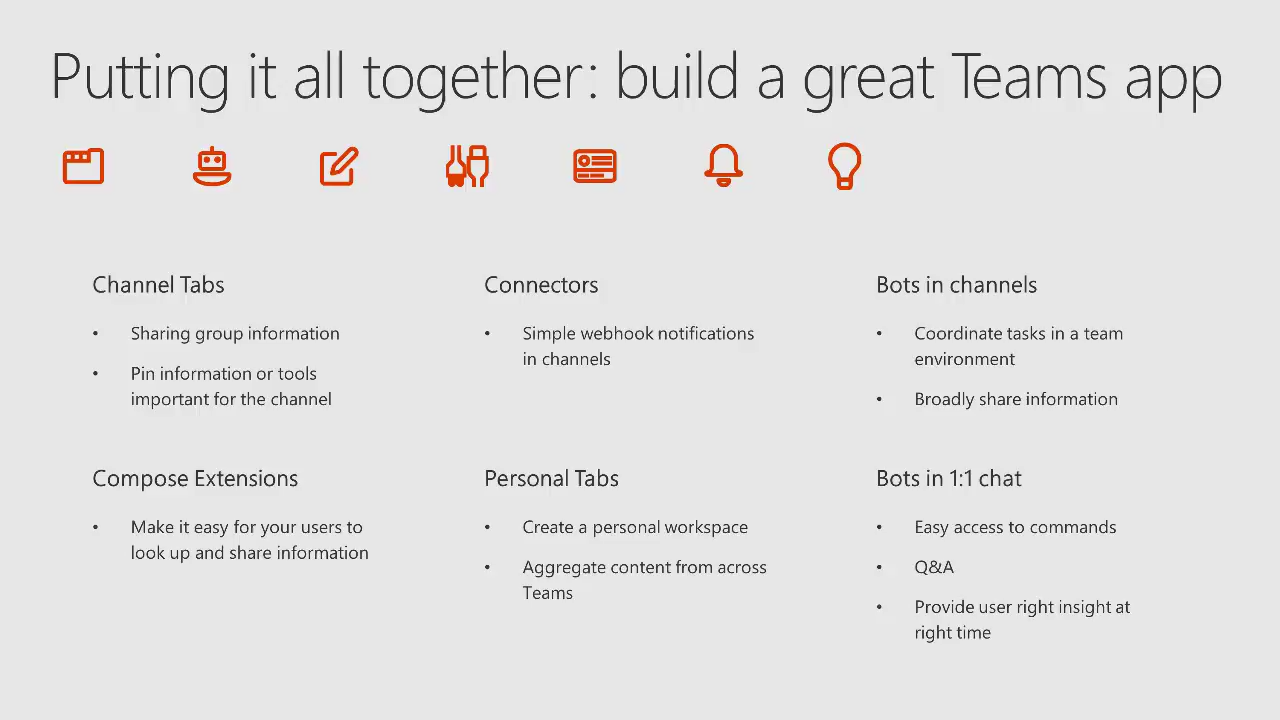 Putting it all together: build a great Teams app
Channel Tabs
• Sharing group information
• Pin information or tools
important for the channel
Connectors
• Simple webhook notifications
in channels
Bots in channels
• Coordinate tasks in a team
environment
• Broadly share information
Compose Extensions
• Make it easy for your users to
look up and share information
Personal Tabs
• Create a personal workspace
• Aggregate content from across
Teams
Bots in 1:1 chat
• Easy access to commands
• Q&A
• Provide user right insight at
right time